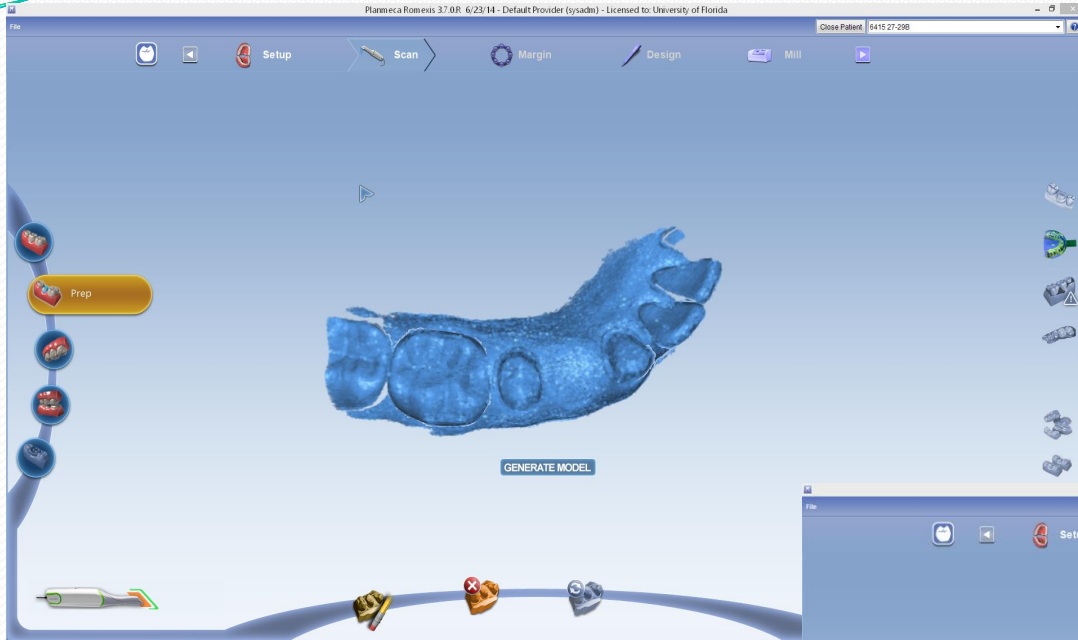 Planmeca Romexis 3.7.0.R 6/23/14 - Default Provider (sysadm) - Licensed to: University of Florida
File
Close Patient 6415 27-29B
Setup Scan Margin Design Mill
Prep
GENERATE MODEL
File
Set